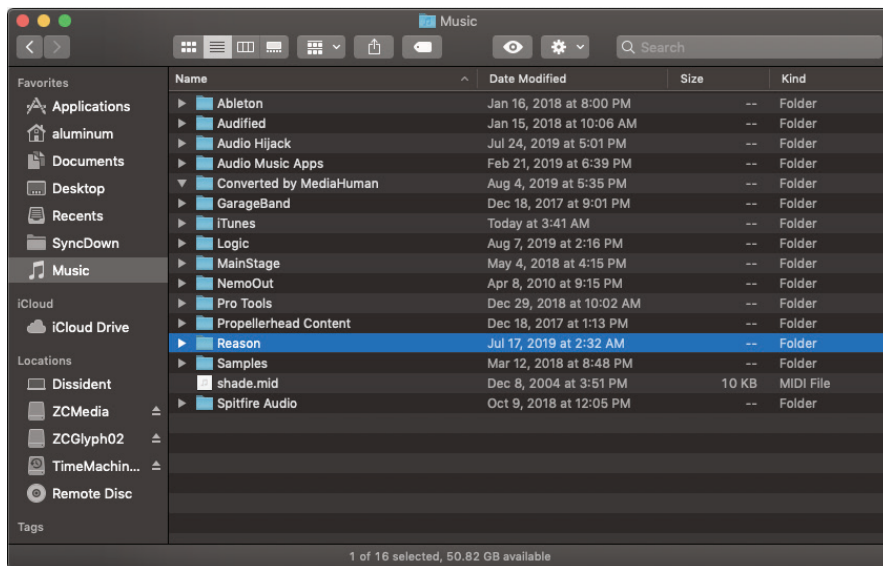 Music
Search
Favorites
Applications
aluminum
Documents
Desktop
Recents
SyncDown
Music
iCloud
iCloud Drive
Locations
Dissident
ZCMedia
ZCGlyph02
TimeMachin...
Remote Disc
Tags
Name Date Modified Size Kind
Ableton Jan 16, 2018 at 8:00 PM -- Folder
Audified Jan 15, 2018 at 10:06 AM -- Folder
Audio Hijack Jul 24, 2019 at 5:01 PM -- Folder
Audio Music Apps Feb 21, 2019 at 6:39 PM -- Folder
Converted by MediaHuman Aug 4, 2019 at 5:35 PM -- Folder
GarageBand Dec 18, 2017 at 9:01 PM -- Folder
iTunes Today at 3:41 AM -- Folder
Logic Aug 7, 2019 at 2:16 PM -- Folder
MainStage May 4, 2018 at 4:15 PM -- Folder
NemoOut Apr 8, 2010 at 9:15 PM -- Folder
Pro Tools Dec 29, 2018 at 10:02 AM -- Folder
Propellerhead Content Dec 18, 2017 at 1:13 PM -- Folder
Reason Jul 17, 2019 at 2:32 AM -- Folder
Samples Mar 12, 2018 at 8:48 PM -- Folder
shade.mid Dec 8, 2004 at 3:51 PM 10 KB MIDI File
Spitfire Audio Oct 9, 2018 at 12:05 PM -- Folder
1 of 16 selected, 50.82 GB available